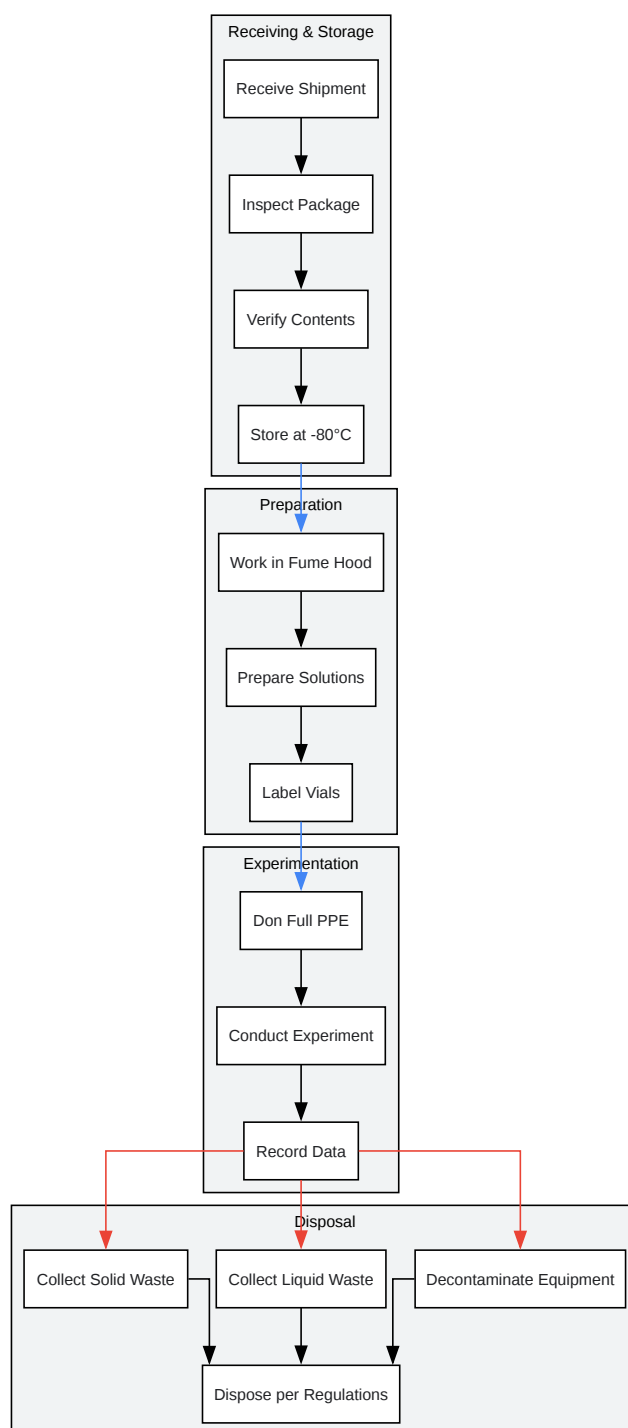 Receiving & Storage
Receive Shipment
Inspect Package
Verify Contents
Store at -80°C
Preparation
Work in Fume Hood
Prepare Solutions
Label Vials
Experimentation
Don Full PPE
Conduct Experiment
Record Data
Disposal
Collect Solid Waste
Collect Liquid Waste
Decontaminate Equipment
Dispose per Regulations